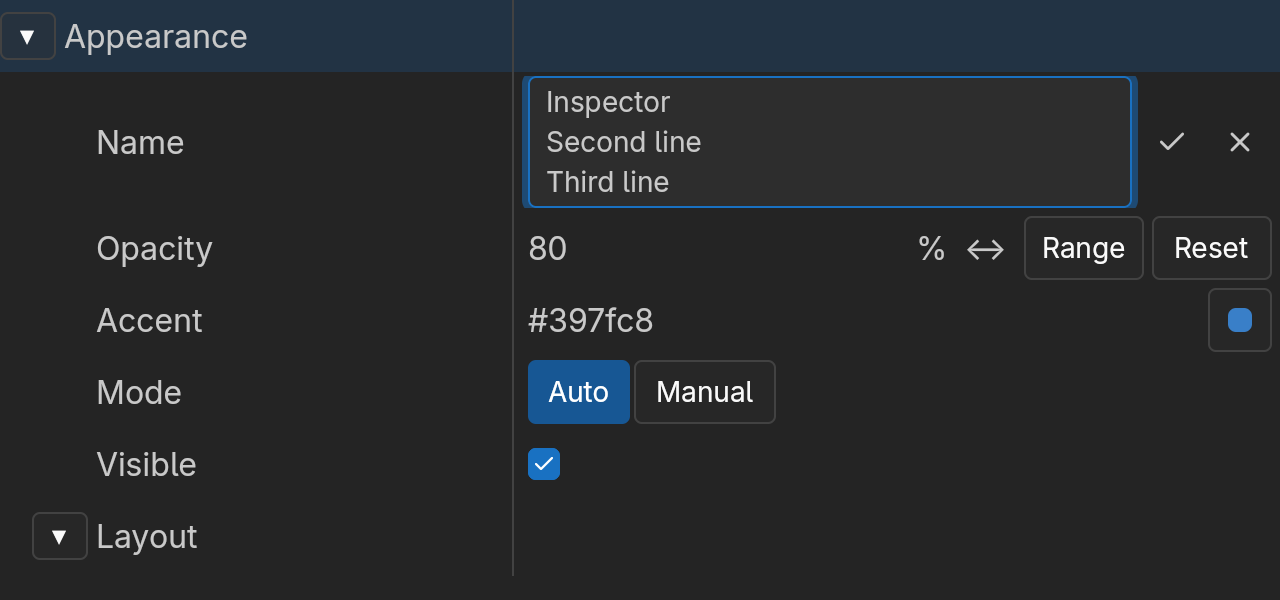 ▼ Appearance
Name
Inspector
Second line
Third line
Opacity 80 % Range Reset
Accent #397fc8
Mode Auto Manual
Visible
▼ Layout